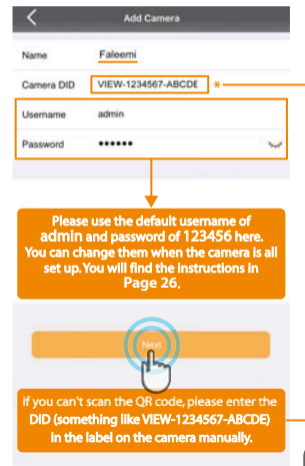 Add Camera
Name Faleemi
Camera DID VIEW-1234567-ABCDE *
Username admin
Password ••••••
Please use the default username of
admin and password of 123456 here.
You can change them when the camera is all
set up. You will find the instructions in
Page 26.
Next
if you can't scan the QR code, please enter the
DID (something like VIEW-1234567-ABCDE)
in the label on the camera manually.